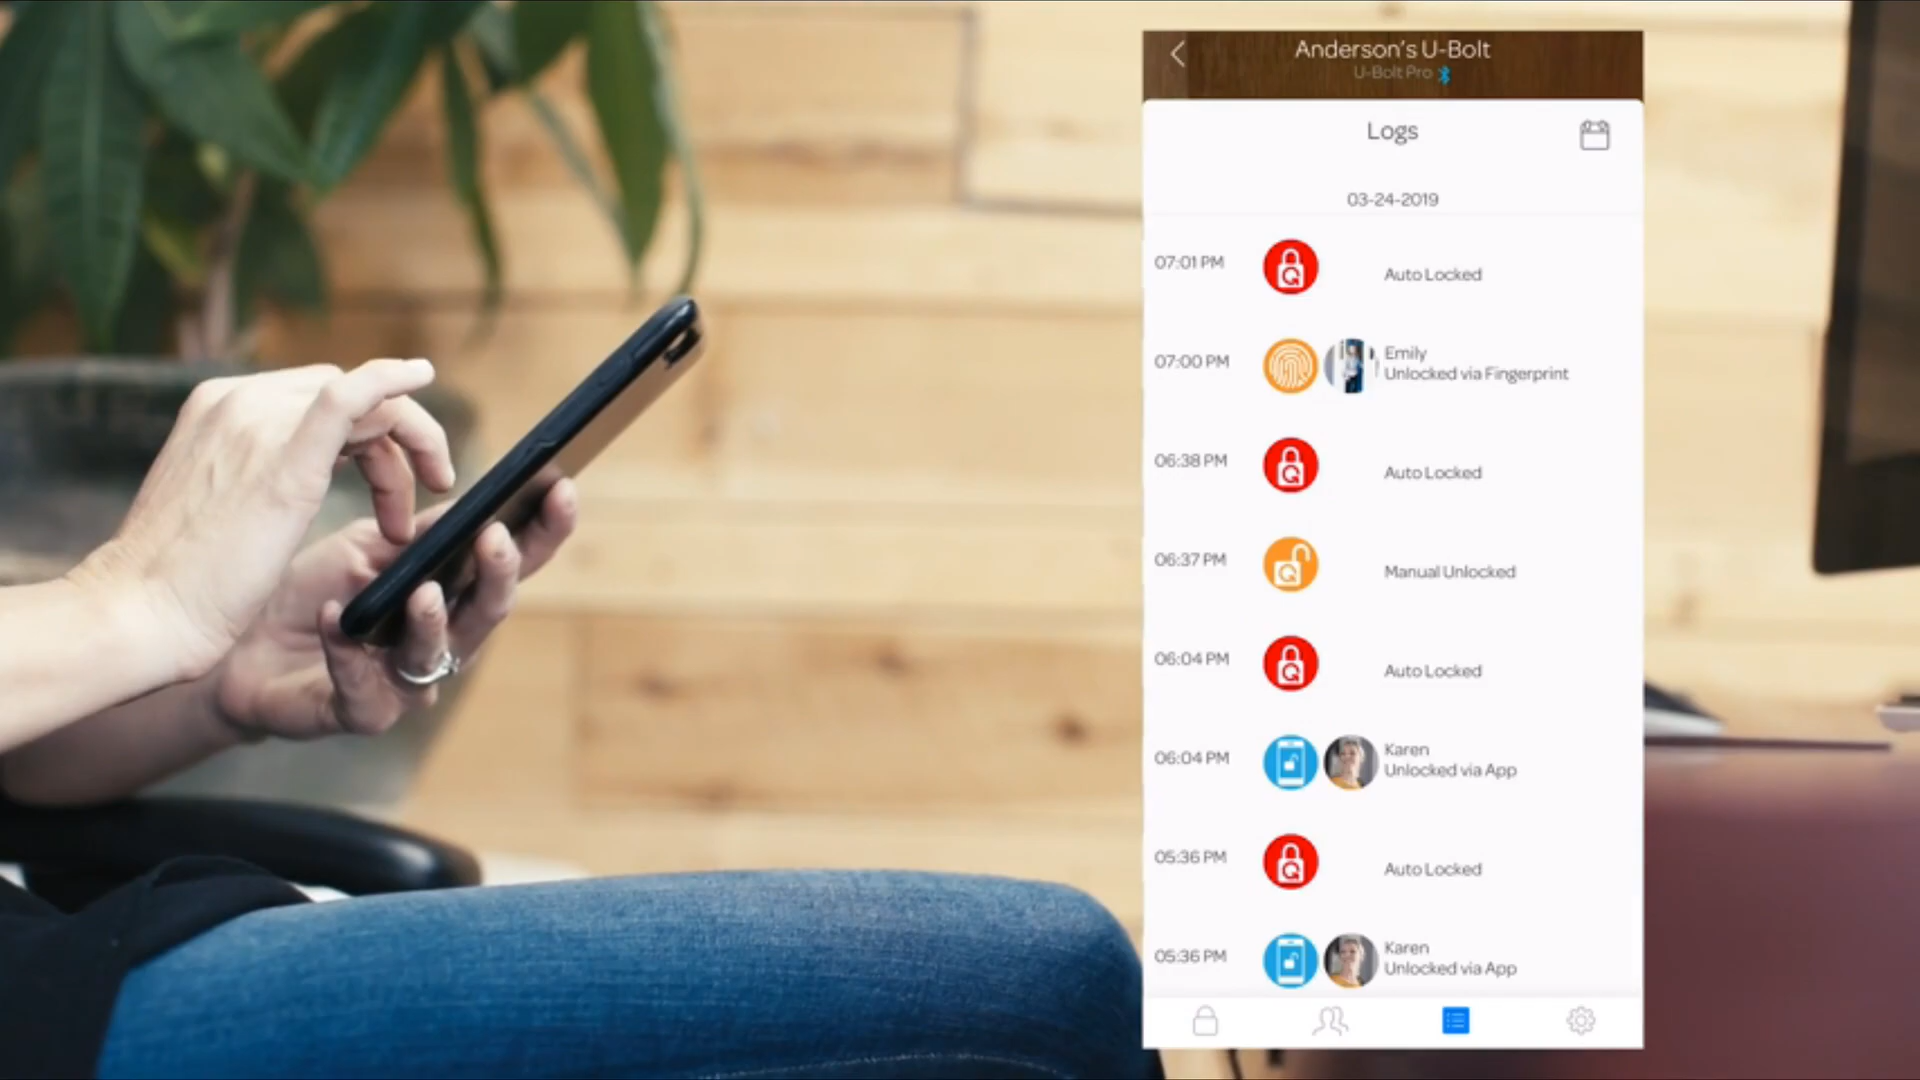 Anderson's U-Bolt
U-Bolt Pro
Logs
03-24-2019
07:01 PM
Auto Locked
07:00 PM
Emily
Unlocked via Fingerprint
06:38 PM
Auto Locked
06:37 PM
Manual Unlocked
06:04 PM
Auto Locked
06:04 PM
Karen
Unlocked via App
05:36 PM
Auto Locked
05:36 PM
Karen
Unlocked via App